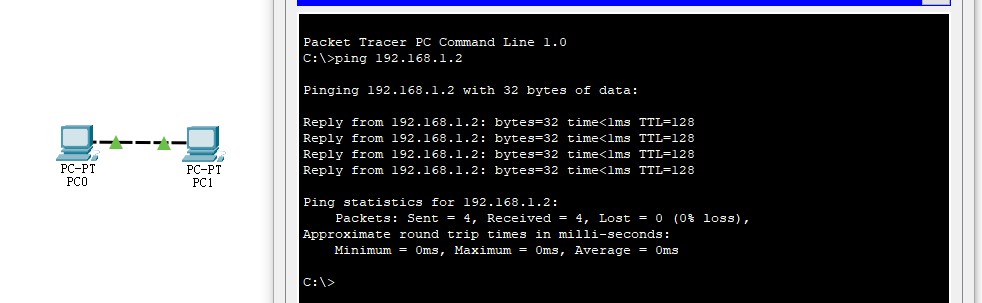 Packet Tracer PC Command Line 1.0
C:\>ping 192.168.1.2
Pinging 192.168.1.2 with 32 bytes of data:
Reply from 192.168.1.2: bytes=32 time<1ms TTL=128
Reply from 192.168.1.2: bytes=32 time<1ms TTL=128
Reply from 192.168.1.2: bytes=32 time<1ms TTL=128
Reply from 192.168.1.2: bytes=32 time<1ms TTL=128
Ping statistics for 192.168.1.2:
Packets: Sent = 4, Received = 4, Lost = 0 (0% loss),
Approximate round trip times in milli-seconds:
Minimum = 0ms, Maximum = 0ms, Average = 0ms
C:\>
PC-PT
PC0
PC-PT
PC1